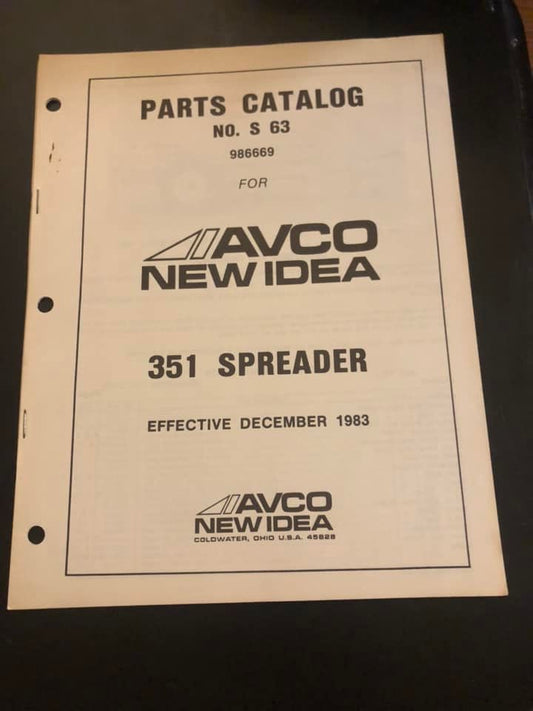 PARTS CATALOG
NO. S 63
986669
FOR
AVCO
NEW IDEA
351 SPREADER
EFFECTIVE DECEMBER 1983
AVCO
NEW IDEA
COLDWATER, OHIO U.S.A. 45828